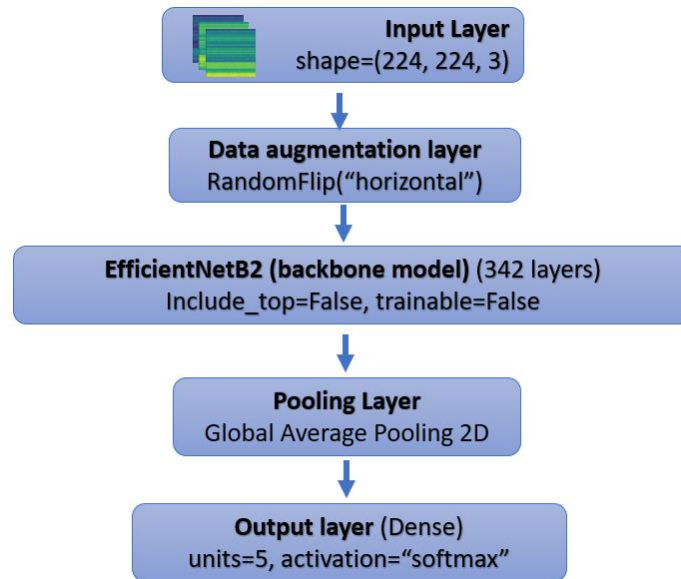 Input Layer
shape=(224, 224, 3)
Data augmentation layer
RandomFlip(“horizontal”)
EfficientNetB2 (backbone model) (342 layers)
Include_top=False, trainable=False
Pooling Layer
Global Average Pooling 2D
Output layer (Dense)
units=5, activation=“softmax”